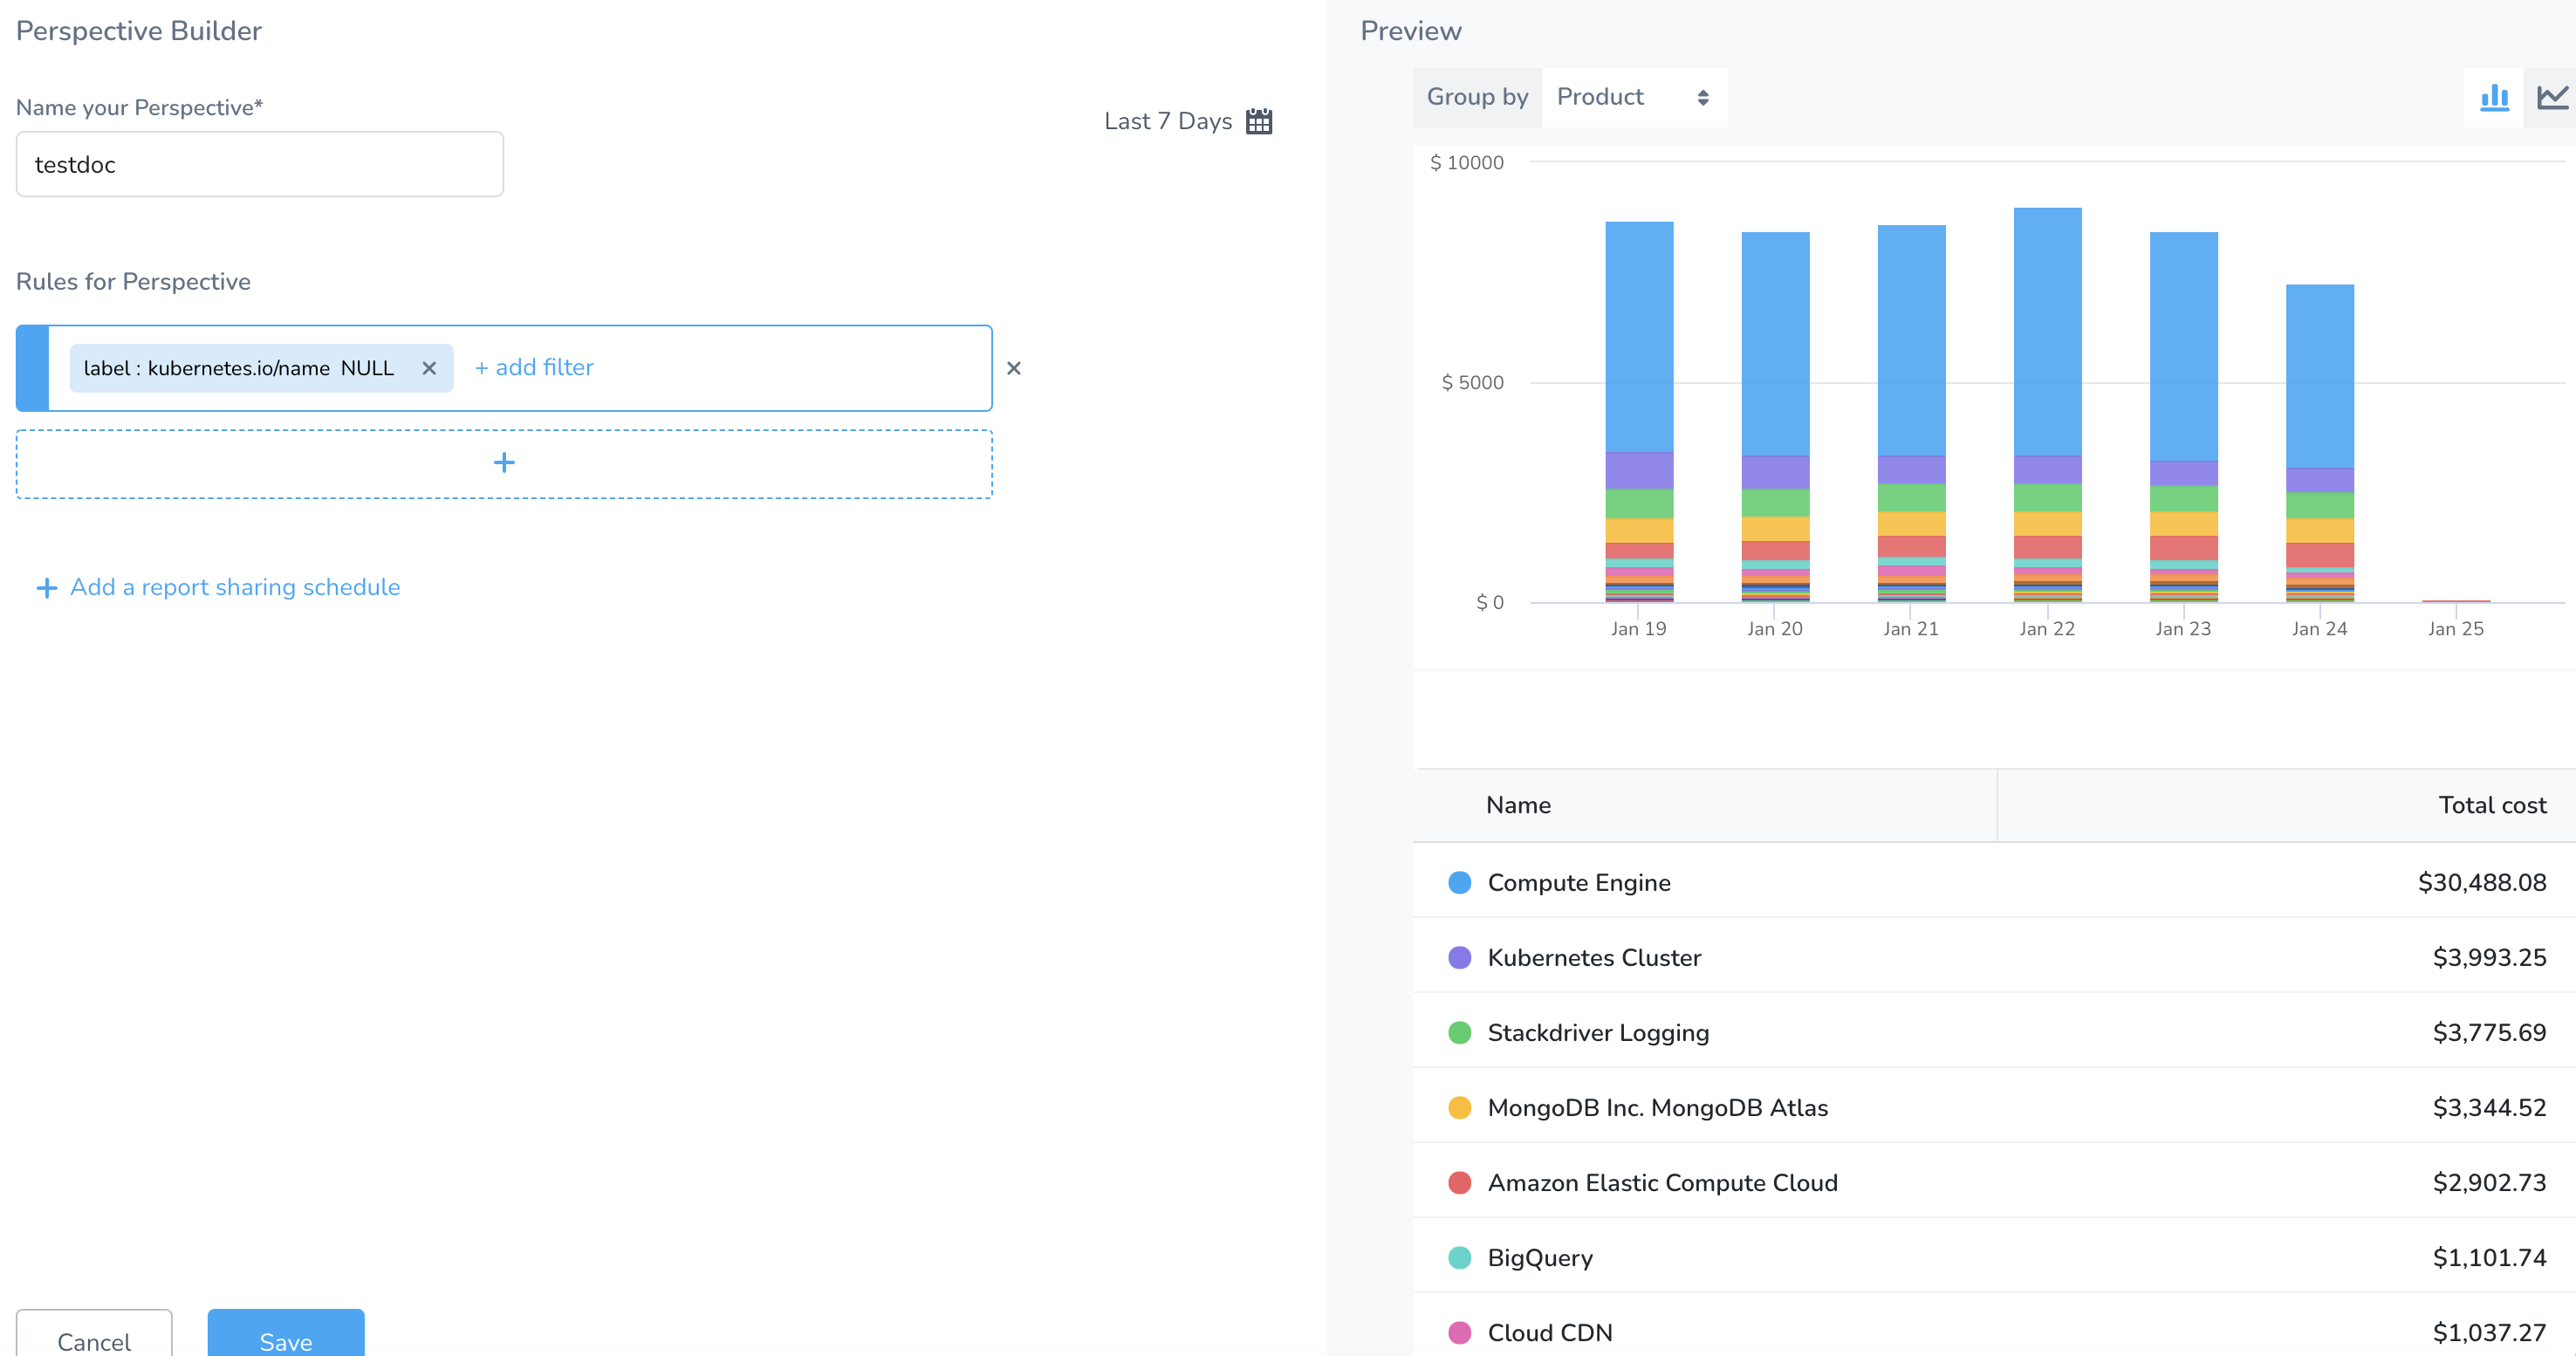 Perspective Builder
Name your Perspective*
Last 7 Days
testdoc
Rules for Perspective
label : kubernetes.io/name NULL
+ add filter
+
+ Add a report sharing schedule
Cancel
Save
Preview
Group by Product
$ 10000
$ 5000
$ 0
Jan 19 Jan 20 Jan 21 Jan 22 Jan 23 Jan 24 Jan 25
Name Total cost
Compute Engine $30,488.08
Kubernetes Cluster $3,993.25
Stackdriver Logging $3,775.69
MongoDB Inc. MongoDB Atlas $3,344.52
Amazon Elastic Compute Cloud $2,902.73
BigQuery $1,101.74
Cloud CDN $1,037.27